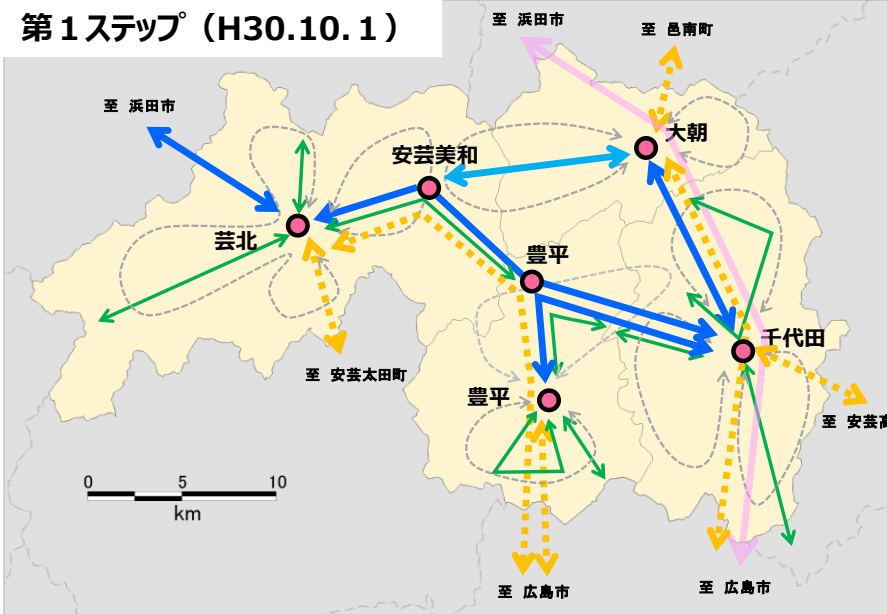 第１ステップ（H30.10.１）
至 浜田市
至 邑南町
至 浜田市
大朝
安芸美和
芸北
豊平
千代田
至 安芸太田町
豊平
至 安芸高
0 5 10
km
至 広島市
至 広島市